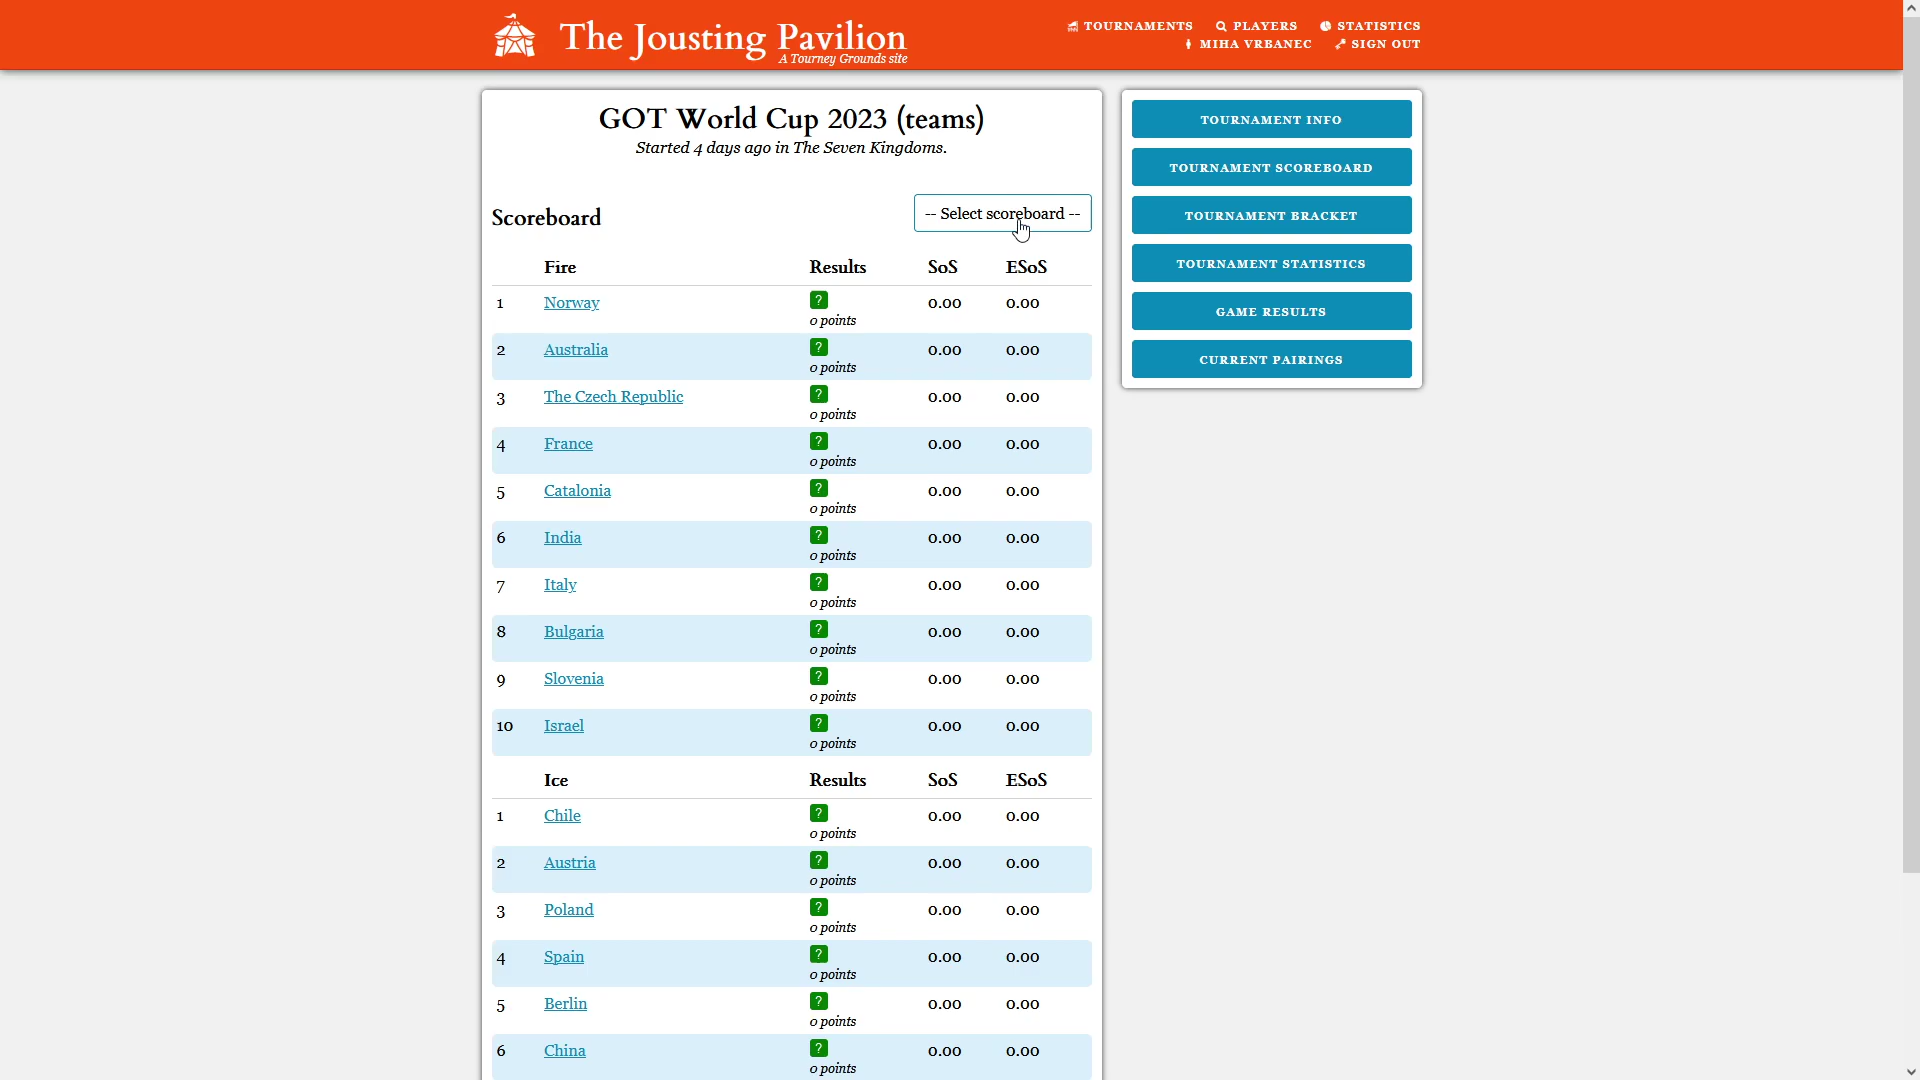 The Jousting Pavilion
A Tourney Grounds site
TOURNAMENTS PLAYERS STATISTICS
MIHA VRBANEC SIGN OUT
GOT World Cup 2023 (teams)
Started 4 days ago in The Seven Kingdoms.
Scoreboard
-- Select scoreboard --
Fire Results SoS ESoS
1 Norway ? 0.00 0.00
0 points
2 Australia ? 0.00 0.00
0 points
3 The Czech Republic ? 0.00 0.00
0 points
4 France ? 0.00 0.00
0 points
5 Catalonia ? 0.00 0.00
0 points
6 India ? 0.00 0.00
0 points
7 Italy ? 0.00 0.00
0 points
8 Bulgaria ? 0.00 0.00
0 points
9 Slovenia ? 0.00 0.00
0 points
10 Israel ? 0.00 0.00
0 points
Ice Results SoS ESoS
1 Chile ? 0.00 0.00
0 points
2 Austria ? 0.00 0.00
0 points
3 Poland ? 0.00 0.00
0 points
4 Spain ? 0.00 0.00
0 points
5 Berlin ? 0.00 0.00
0 points
6 China ? 0.00 0.00
0 points
TOURNAMENT INFO
TOURNAMENT SCOREBOARD
TOURNAMENT BRACKET
TOURNAMENT STATISTICS
GAME RESULTS
CURRENT PAIRINGS